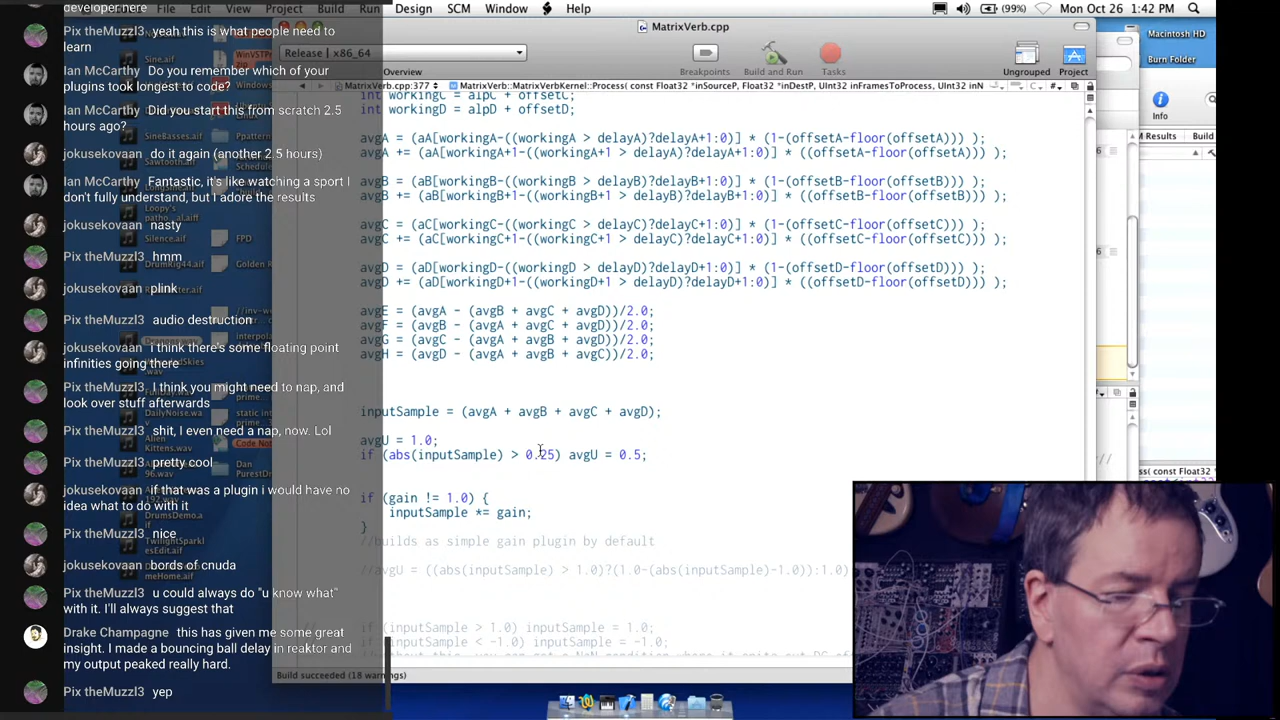 Project Build Run Design SCM Window Help (99%) Mon Oct 26 1:42 PM
MatrixVerb.cpp
Release | x86_64
Overview Breakpoints Build and Run Tasks Ungrouped Project
MatrixVerb.cpp:377 MatrixVerb::MatrixVerbKernel::Process(const Float32 *inSourceP, Float32 *inDestP, UInt32 inFramesToProcess, UInt32 inN
developer here
Pix theMuzzl3 yeah this is what people need to
learn
Ian McCarthy Do you remember which of your
plugins took longest to code?
Ian McCarthy Did you start this from scratch 2.5
hours ago?
jokusekovaan do it again (another 2.5 hours)
Ian McCarthy Fantastic, it's like watching a sport I
don't fully understand, but I adore the results
jokusekovaan nasty
Pix theMuzzl3 hmm
jokusekovaan plink
Pix theMuzzl3 audio destruction
jokusekovaan i think there's some floating point
infinities going there
Pix theMuzzl3 I think you might need to nap, and
look over stuff afterwards
Pix theMuzzl3 shit, I even need a nap, now. Lol
Pix theMuzzl3 pretty cool
jokusekovaan if that was a plugin i would have no
idea what to do with it
Pix theMuzzl3 nice
jokusekovaan bords of cnuda
Pix theMuzzl3 u could always do "u know what"
with it. I'll always suggest that
Drake Champagne this has given me some great
insight. I made a bouncing ball delay in reaktor and
my output peaked really hard.
Pix theMuzzl3 yep
int workingC = alpC + offsetC;
int workingD = alpD + offsetD;
avgA = (aA[workingA-((workingA > delayA)?delayA+1:0)] * (1-(offsetA-floor(offsetA))) );
avgA += (aA[workingA+1-((workingA+1 > delayA)?delayA+1:0)] * ((offsetA-floor(offsetA))) );
avgB = (aB[workingB-((workingB > delayB)?delayB+1:0)] * (1-(offsetB-floor(offsetB))) );
avgB += (aB[workingB+1-((workingB+1 > delayB)?delayB+1:0)] * ((offsetB-floor(offsetB))) );
avgC = (aC[workingC-((workingC > delayC)?delayC+1:0)] * (1-(offsetC-floor(offsetC))) );
avgC += (aC[workingC+1-((workingC+1 > delayC)?delayC+1:0)] * ((offsetC-floor(offsetC))) );
avgD = (aD[workingD-((workingD > delayD)?delayD+1:0)] * (1-(offsetD-floor(offsetD))) );
avgD += (aD[workingD+1-((workingD+1 > delayD)?delayD+1:0)] * ((offsetD-floor(offsetD))) );
avgE = (avgA - (avgB + avgC + avgD))/2.0;
avgF = (avgB - (avgA + avgC + avgD))/2.0;
avgG = (avgC - (avgA + avgB + avgD))/2.0;
avgH = (avgD - (avgA + avgB + avgC))/2.0;
inputSample = (avgA + avgB + avgC + avgD);
avgU = 1.0;
if (abs(inputSample) > 0.25) avgU = 0.5;
if (gain != 1.0) {
inputSample *= gain;
}
//builds as simple gain plugin by default
//avgU = ((abs(inputSample) > 1.0)?(1.0-(abs(inputSample)-1.0)):1.0)
if (inputSample > 1.0) inputSample = 1.0;
if (inputSample < -1.0) inputSample = -1.0;
Build succeeded (18 warnings)
Macintosh HD
Burn Folder
Info
Results Build